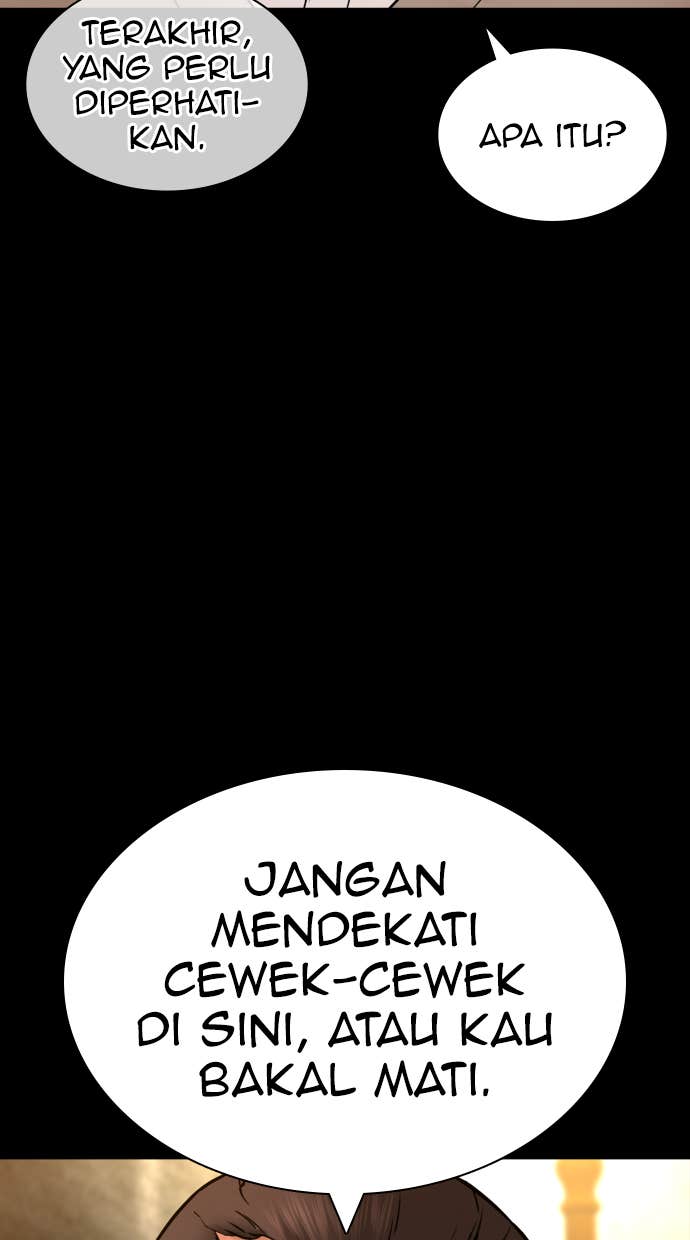 TERAKHIR,
YANG PERLU
DIPERHATI-
KAN.
APA ITU?
JANGAN
MENDEKATI
CEWEK-CEWEK
DI SINI, ATAU KAU
BAKAL MATI.